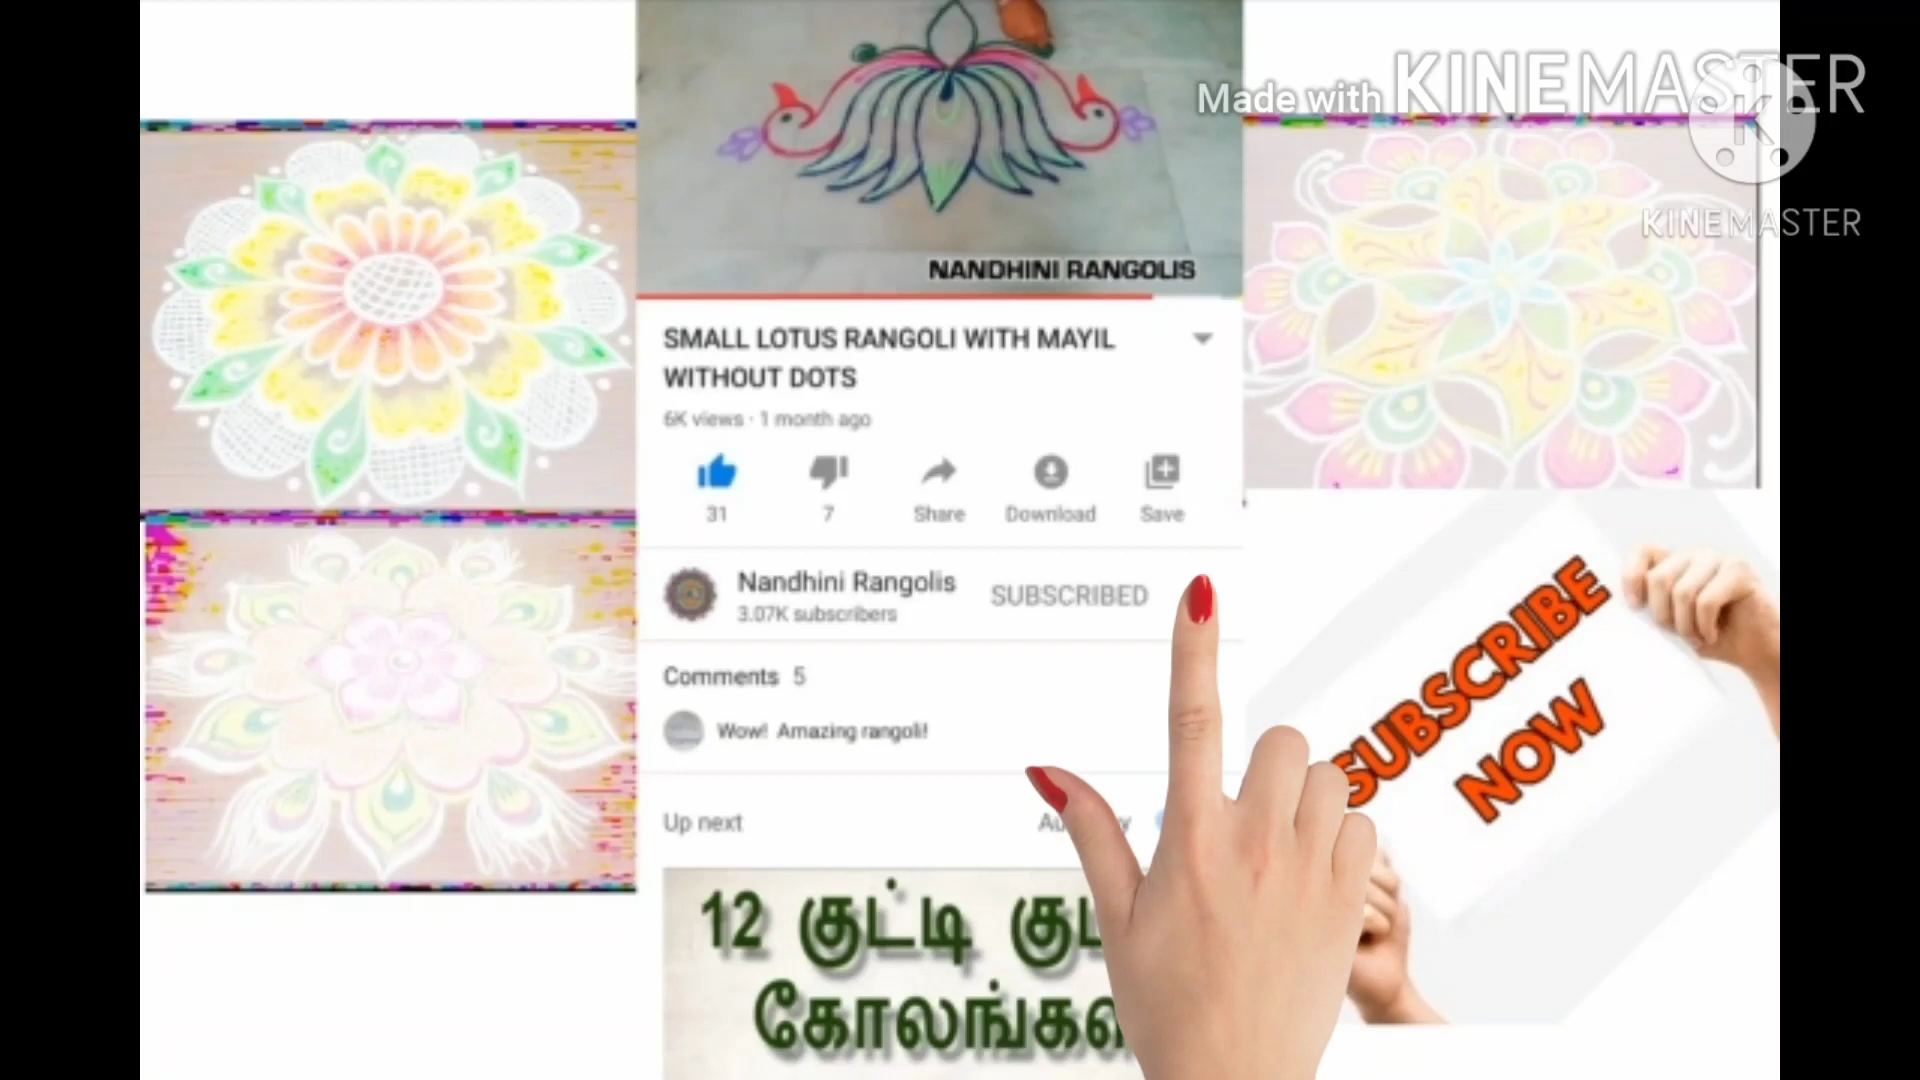 Made with KINEMASTER
K
KINEMASTER
NANDHINI RANGOLIS
SMALL LOTUS RANGOLI WITH MAYIL
WITHOUT DOTS
6K views · 1 month ago
31
7
Share
Download
Save
Nandhini Rangolis
3.07K subscribers
SUBSCRIBED
Comments 5
Wow! Amazing rangoli!
Up next
12 குட்டி
SUBSCRIBE
NOW